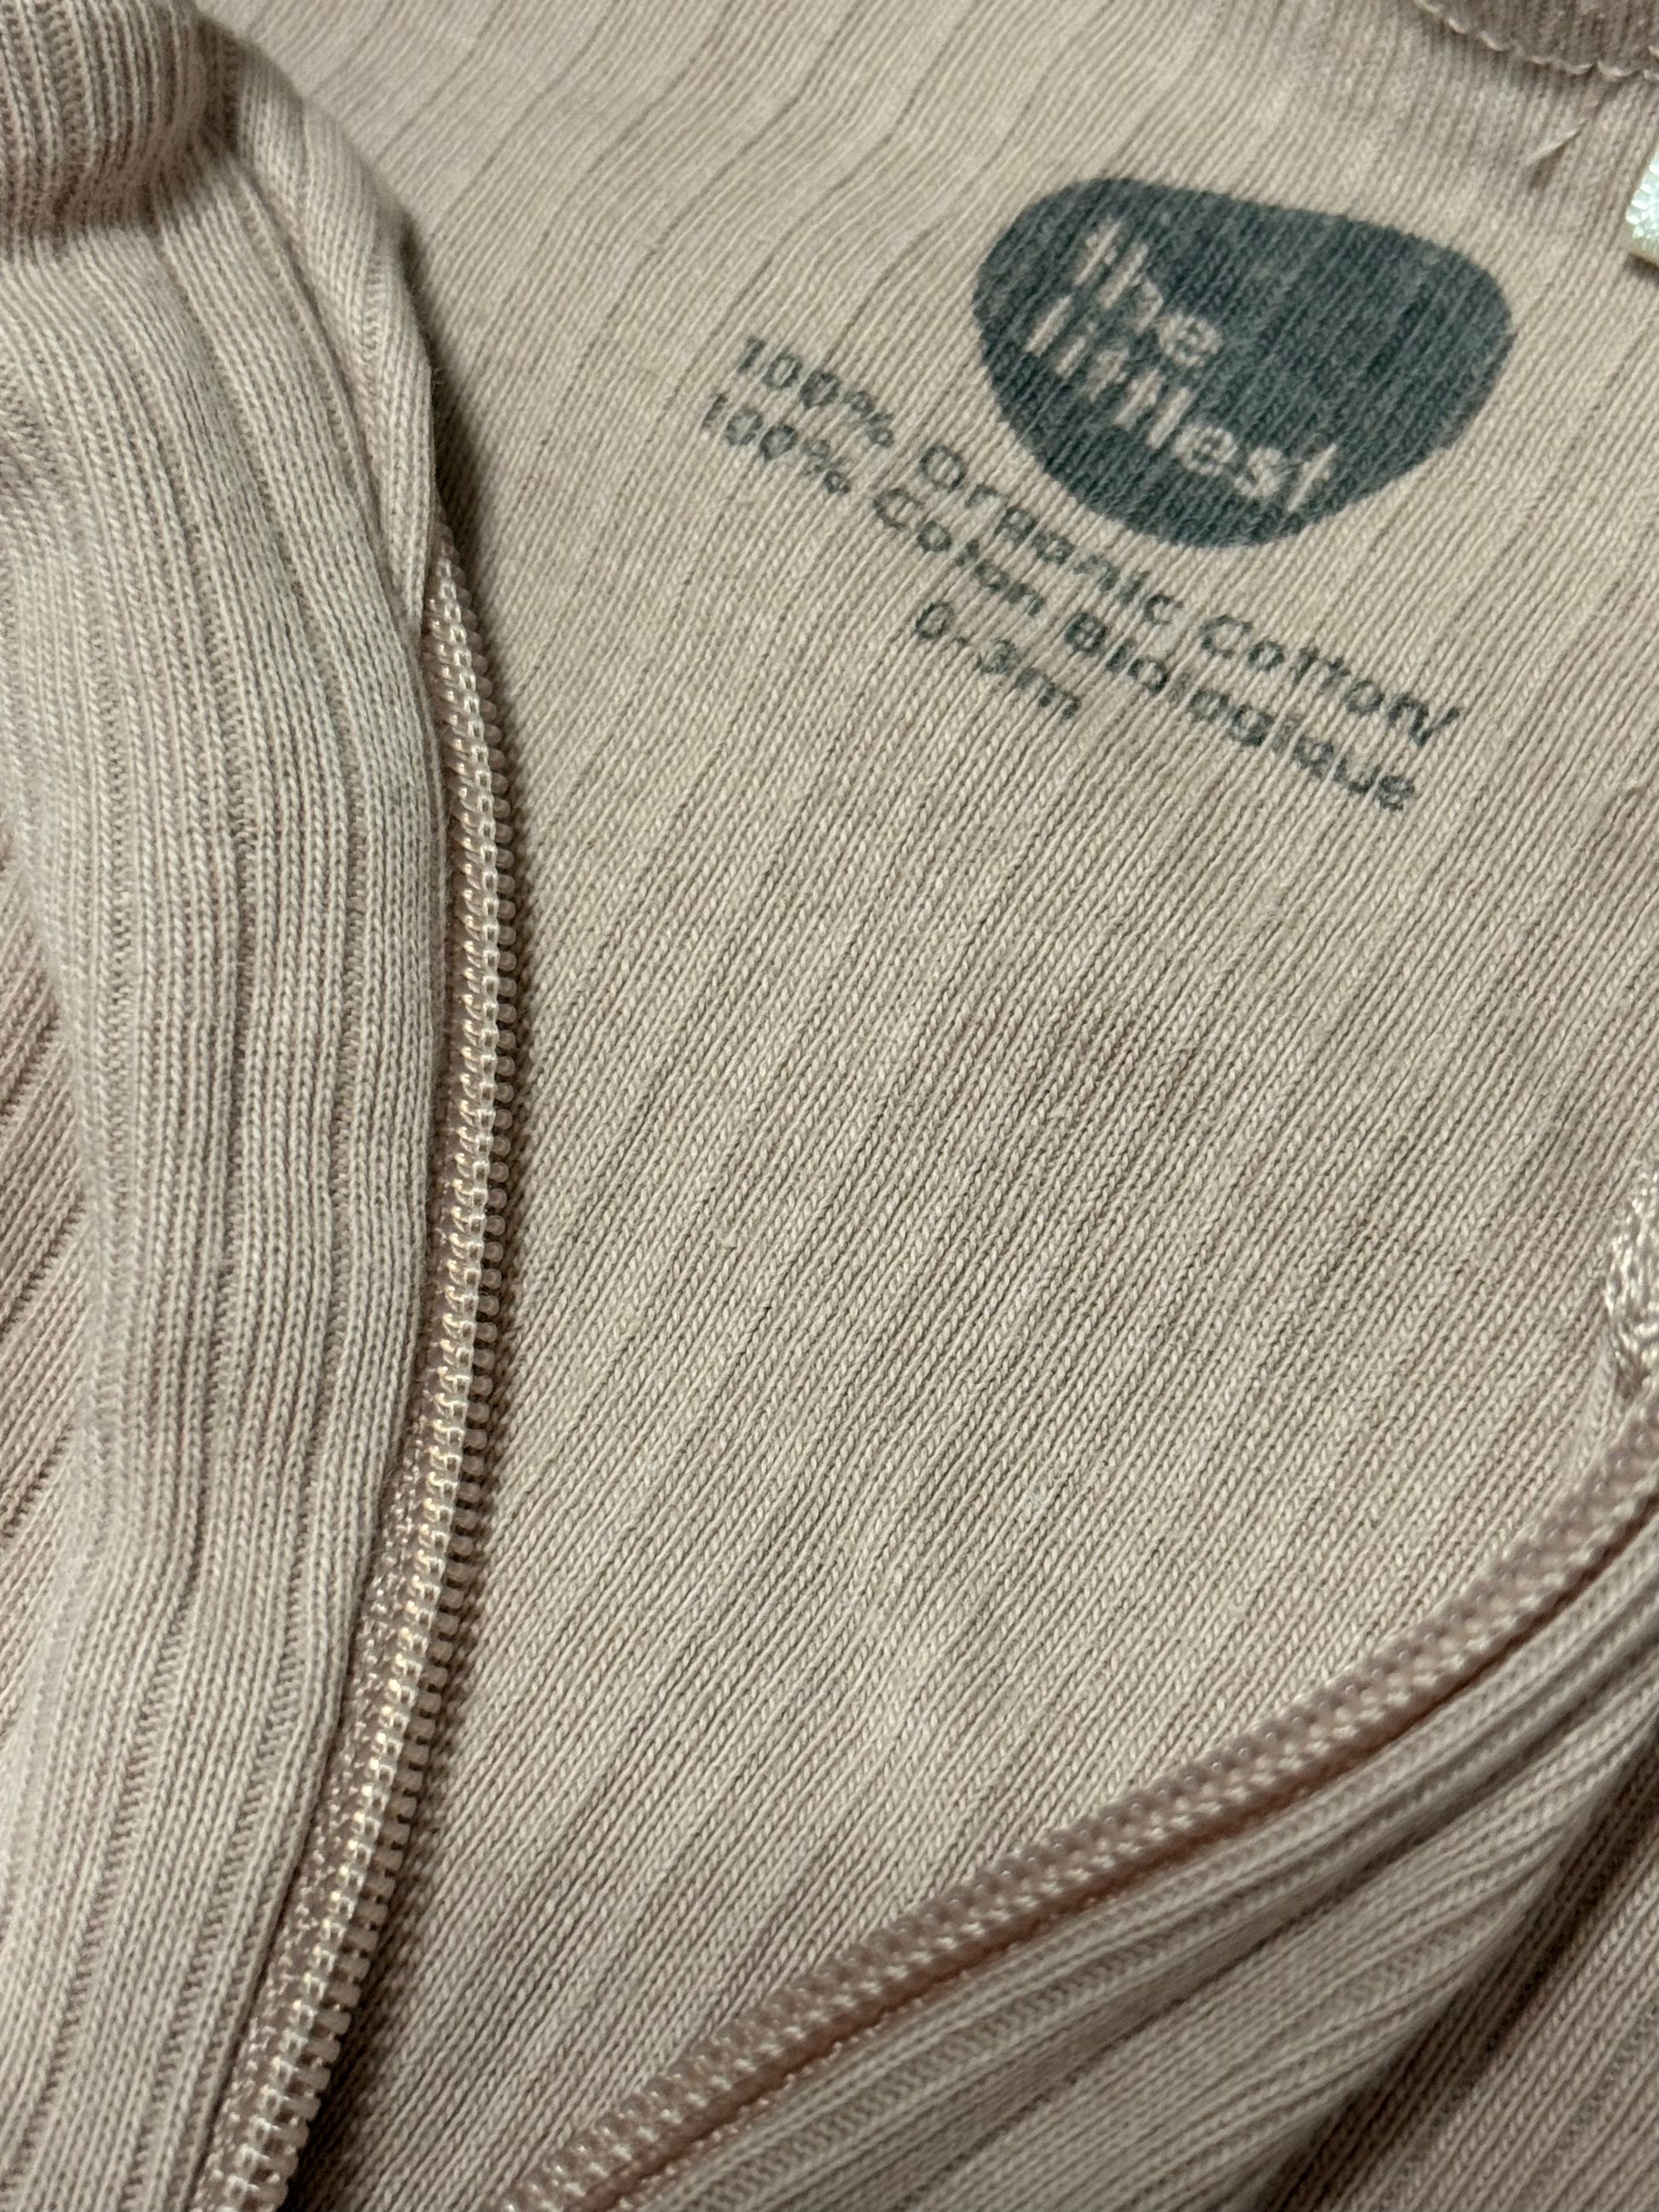 the
littlest
100% Organic Cotton/
100% Coton Biologique
0-3m